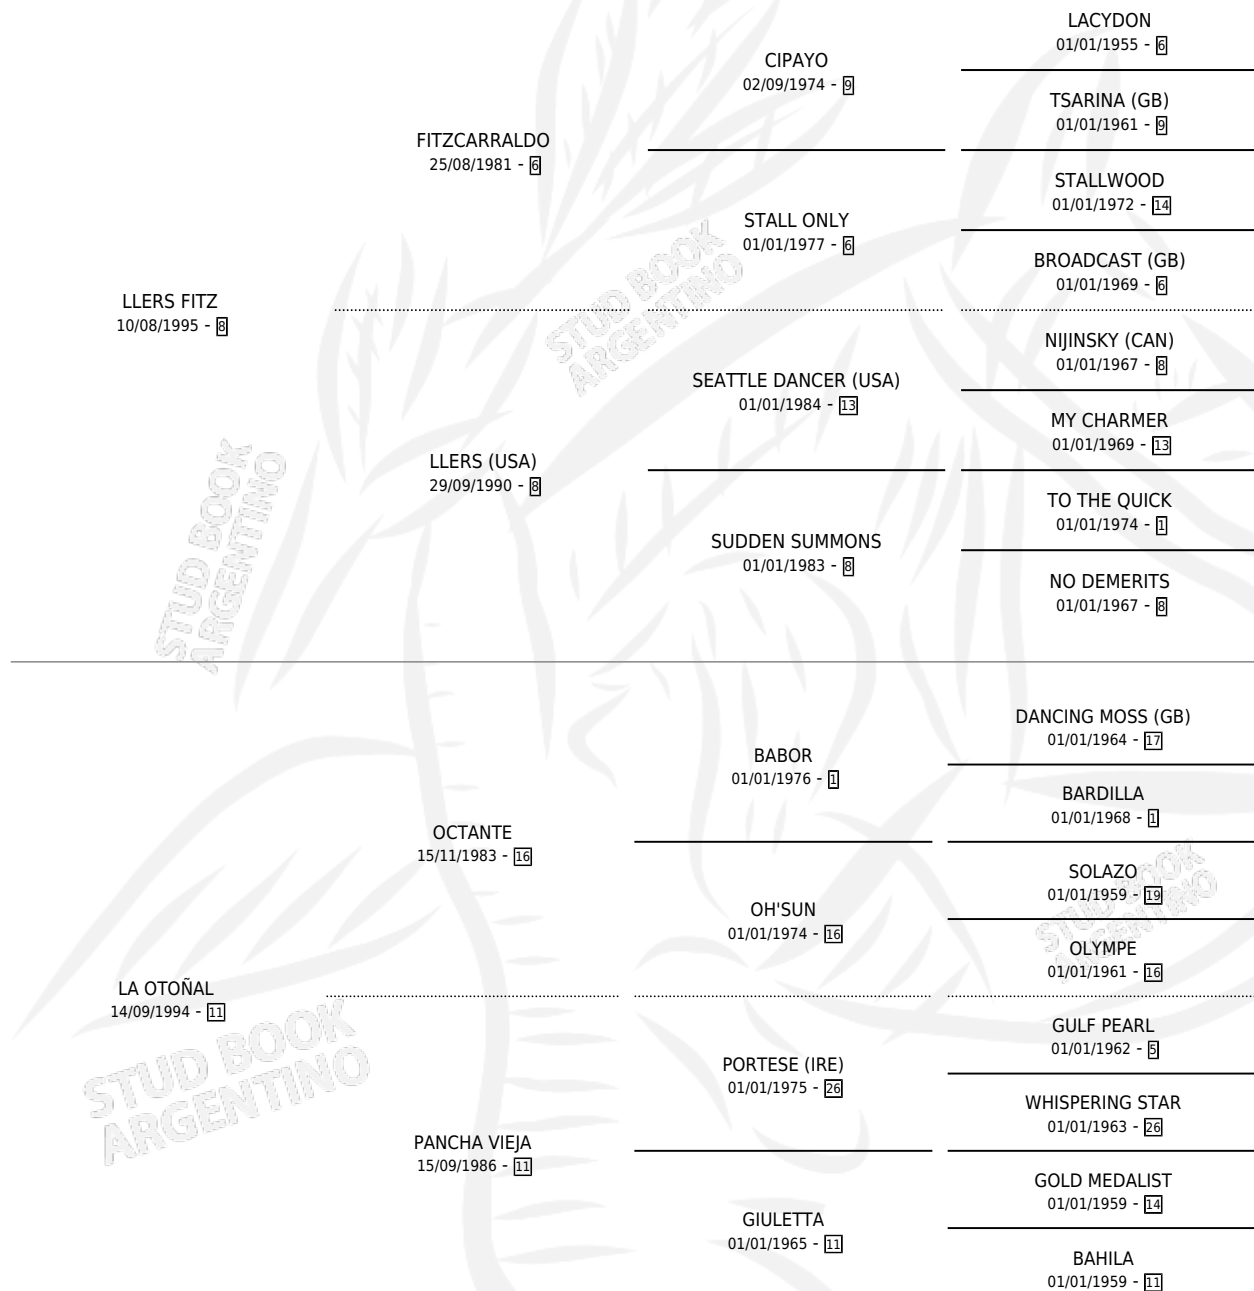 LACYDON
01/01/1955 - 6
CIPAYO
02/09/1974 - 9
TSARINA (GB)
01/01/1961 - 9
FITZCARRALDO
25/08/1981 - 6
STALLWOOD
01/01/1972 - 14
STALL ONLY
01/01/1977 - 6
BROADCAST (GB)
01/01/1969 - 6
LLERS FITZ
10/08/1995 - 8
NIJINSKY (CAN)
01/01/1967 - 8
SEATTLE DANCER (USA)
01/01/1984 - 13
MY CHARMER
01/01/1969 - 13
LLERS (USA)
29/09/1990 - 8
TO THE QUICK
01/01/1974 - 1
SUDDEN SUMMONS
01/01/1983 - 8
NO DEMERITS
01/01/1967 - 8
DANCING MOSS (GB)
01/01/1964 - 17
BABOR
01/01/1976 - 1
BARDILLA
01/01/1968 - 1
OCTANTE
15/11/1983 - 16
SOLAZO
01/01/1959 - 19
OH'SUN
01/01/1974 - 16
OLYMPE
01/01/1961 - 16
LA OTOÑAL
14/09/1994 - 11
GULF PEARL
01/01/1962 - 5
PORTESE (IRE)
01/01/1975 - 26
WHISPERING STAR
01/01/1963 - 26
PANCHA VIEJA
15/09/1986 - 11
GOLD MEDALIST
01/01/1959 - 14
GIULETTA
01/01/1965 - 11
BAHILA
01/01/1959 - 11
STUD BOOK
ARGENTINO
STUD BOOK
ARGENTINO
STUD BOOK
ARGENTINO
STUD BOOK
ARGENTINO